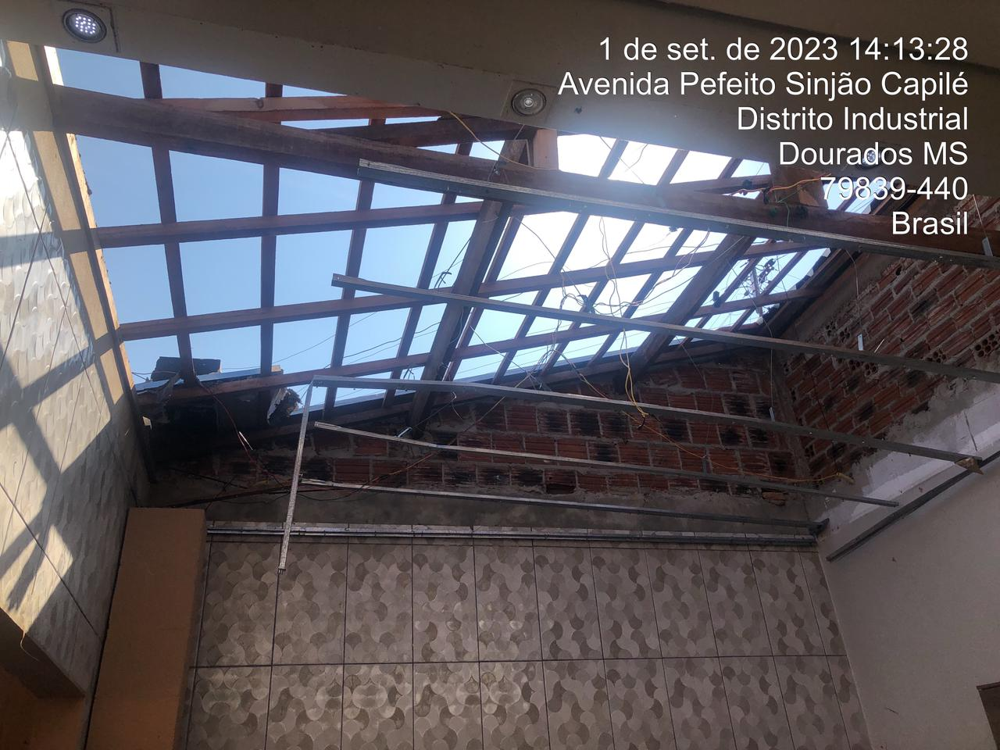 1 de set. de 2023 14:13:28
Avenida Pefeito Sinjão Capilé
Distrito Industrial
Dourados MS
79839-440
Brasil